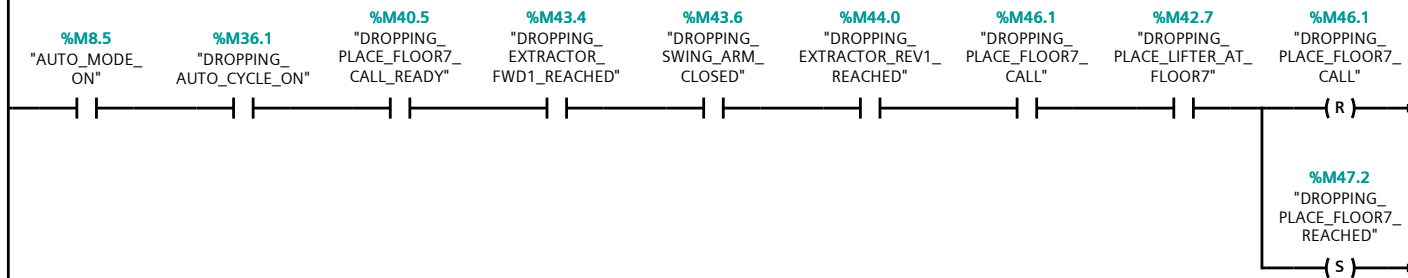 %M8.5
"AUTO_MODE_
ON"
%M36.1
"DROPPING_
AUTO_CYCLE_ON"
%M40.5
"DROPPING_
PLACE_FLOOR7_
CALL_READY"
%M43.4
"DROPPING_
EXTRACTOR_
FWD1_REACHED"
%M43.6
"DROPPING_
SWING_ARM_
CLOSED"
%M44.0
"DROPPING_
EXTRACTOR_REV1_
REACHED"
%M46.1
"DROPPING_
PLACE_FLOOR7_
CALL"
%M42.7
"DROPPING_
PLACE_LIFTER_AT_
FLOOR7"
%M46.1
"DROPPING_
PLACE_FLOOR7_
CALL"
R
%M47.2
"DROPPING_
PLACE_FLOOR7_
REACHED"
S